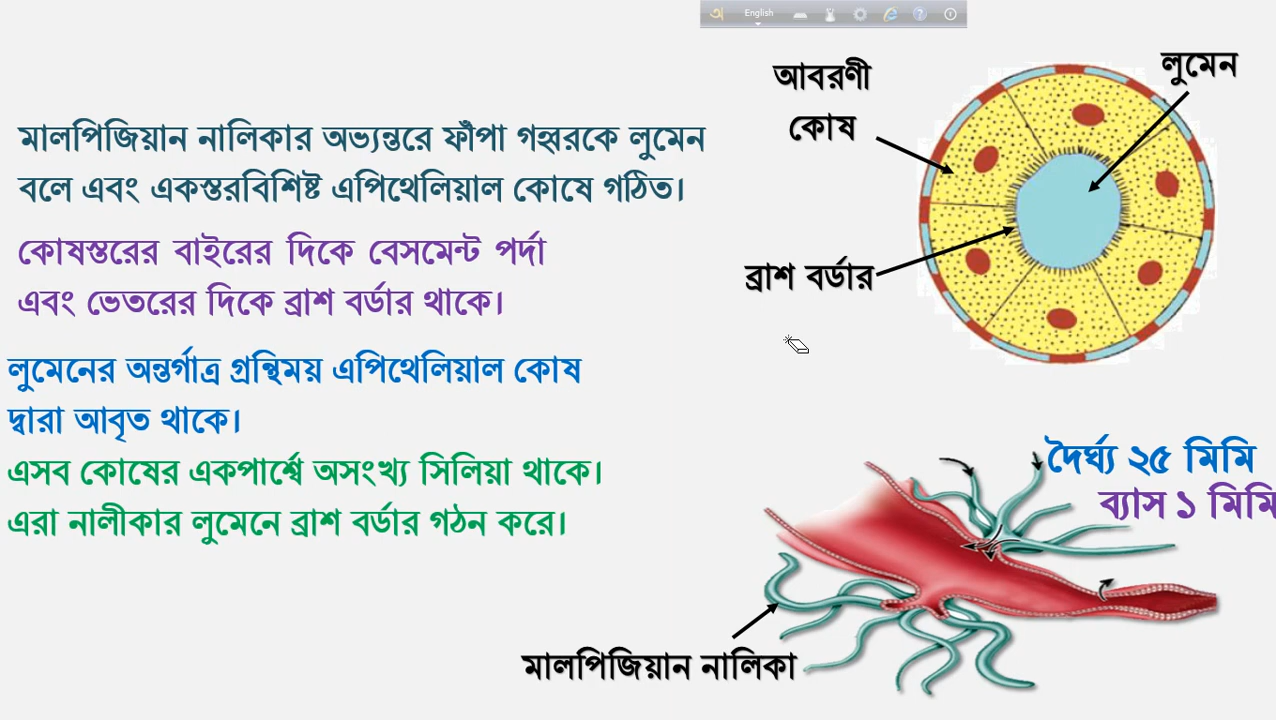 অ English
আবরণী
কোষ
লুমেন
ব্রাশ বর্ডার
মালপিজিয়ান নালিকার অভ্যন্তরে ফাঁপা গহ্বরকে লুমেন
বলে এবং একস্তরবিশিষ্ট এপিথেলিয়াল কোষে গঠিত।
কোষস্তরের বাইরের দিকে বেসমেন্ট পর্দা
এবং ভেতরের দিকে ব্রাশ বর্ডার থাকে।
লুমেনের অন্তর্গাত্র গ্রন্থিময় এপিথেলিয়াল কোষ
দ্বারা আবৃত থাকে।
এসব কোষের একপার্শ্বে অসংখ্য সিলিয়া থাকে।
এরা নালীকার লুমেনে ব্রাশ বর্ডার গঠন করে।
দৈর্ঘ্য ২৫ মিমি
ব্যাস ১ মিমি
মালপিজিয়ান নালিকা